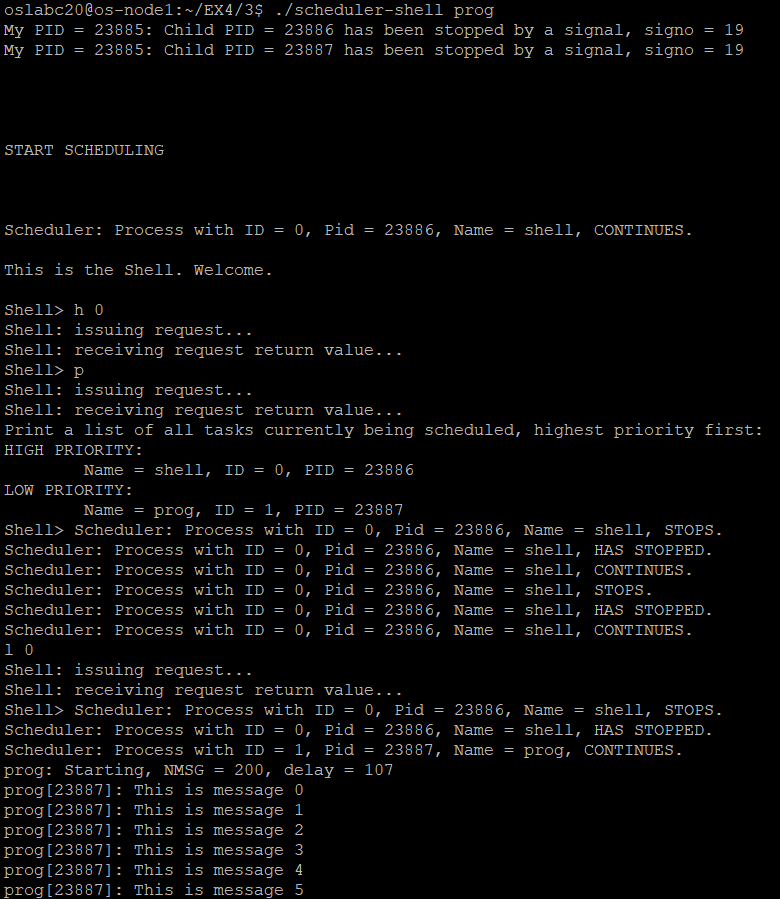 oslabc20@os-node1:~/EX4/3$ ./scheduler-shell prog
My PID = 23885: Child PID = 23886 has been stopped by a signal, signo = 19
My PID = 23885: Child PID = 23887 has been stopped by a signal, signo = 19
START SCHEDULING
Scheduler: Process with ID = 0, Pid = 23886, Name = shell, CONTINUES.
This is the Shell. Welcome.
Shell> h 0
Shell: issuing request...
Shell: receiving request return value...
Shell> p
Shell: issuing request...
Shell: receiving request return value...
Print a list of all tasks currently being scheduled, highest priority first:
HIGH PRIORITY:
        Name = shell, ID = 0, PID = 23886
LOW PRIORITY:
        Name = prog, ID = 1, PID = 23887
Shell> Scheduler: Process with ID = 0, Pid = 23886, Name = shell, STOPS.
Scheduler: Process with ID = 0, Pid = 23886, Name = shell, HAS STOPPED.
Scheduler: Process with ID = 0, Pid = 23886, Name = shell, CONTINUES.
Scheduler: Process with ID = 0, Pid = 23886, Name = shell, STOPS.
Scheduler: Process with ID = 0, Pid = 23886, Name = shell, HAS STOPPED.
Scheduler: Process with ID = 0, Pid = 23886, Name = shell, CONTINUES.
l 0
Shell: issuing request...
Shell: receiving request return value...
Shell> Scheduler: Process with ID = 0, Pid = 23886, Name = shell, STOPS.
Scheduler: Process with ID = 0, Pid = 23886, Name = shell, HAS STOPPED.
Scheduler: Process with ID = 1, Pid = 23887, Name = prog, CONTINUES.
prog: Starting, NMSG = 200, delay = 107
prog[23887]: This is message 0
prog[23887]: This is message 1
prog[23887]: This is message 2
prog[23887]: This is message 3
prog[23887]: This is message 4
prog[23887]: This is message 5